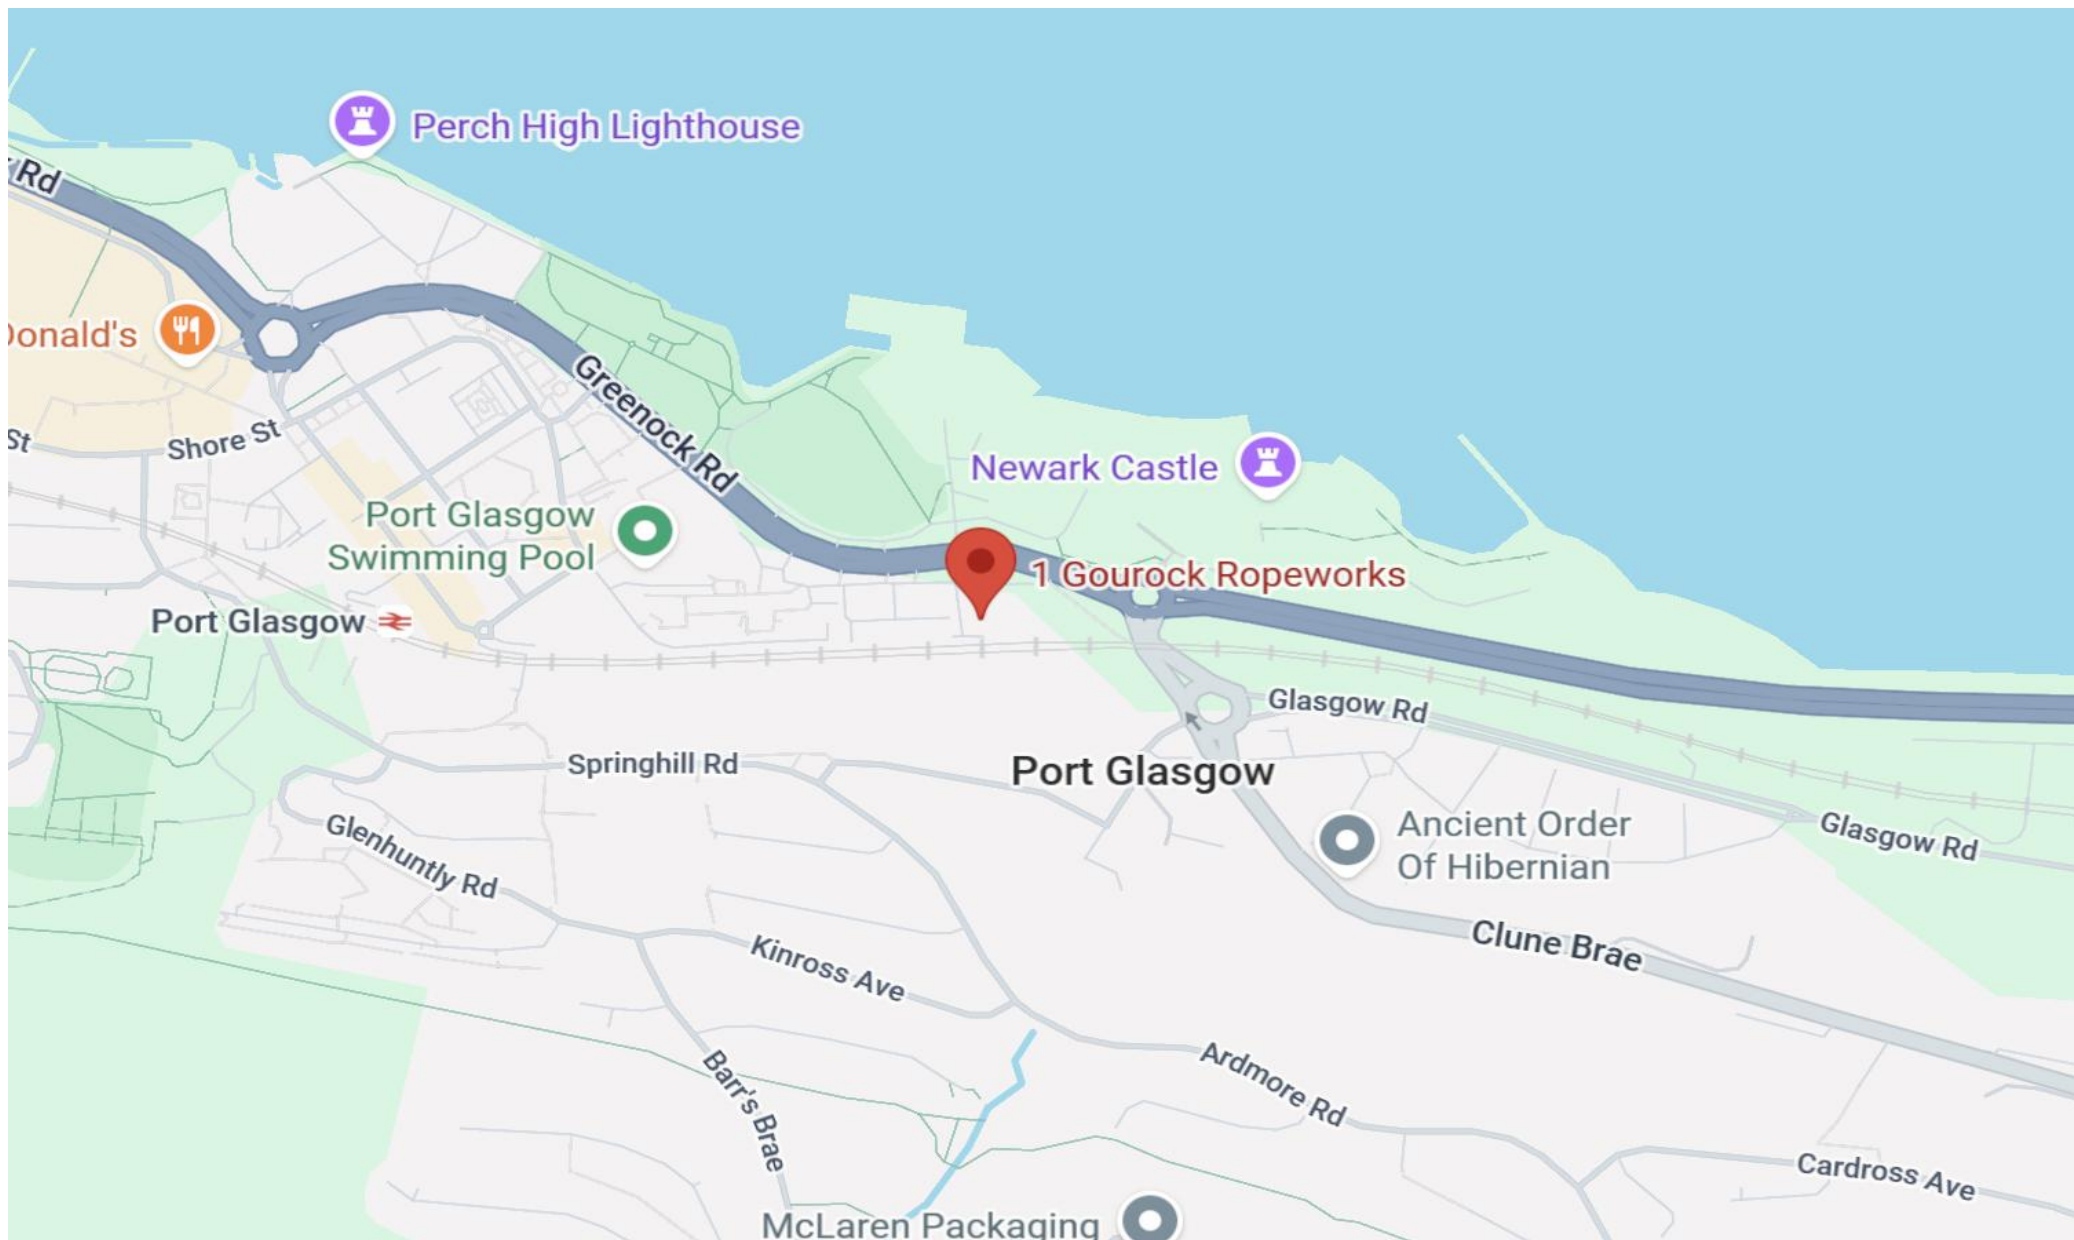 Perch High Lighthouse
Rd
Donald's
Greenock Rd
Shore St
St
Newark Castle
Port Glasgow
Swimming Pool
1 Gourock Ropeworks
Port Glasgow
Glasgow Rd
Springhill Rd
Port Glasgow
Glenhuntly Rd
Ancient Order
Of Hibernian
Glasgow Rd
Clune Brae
Kinross Ave
Barr's Brae
Ardmore Rd
Cardross Ave
McLaren Packaging